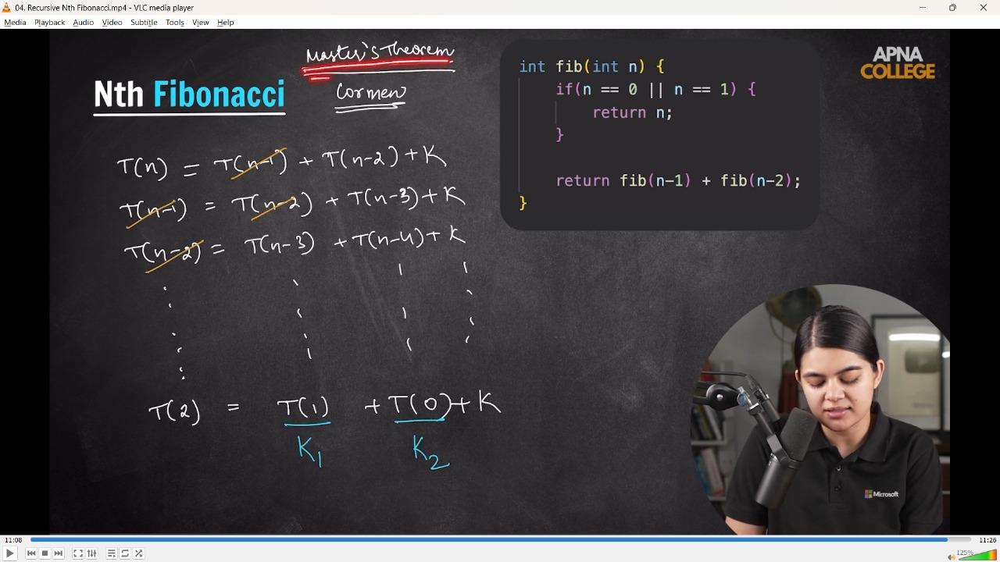 04. Recursive Nth Fibonacci.mp4 - VLC media player
Media Playback Audio Video Subtitle Tools View Help
Master's Theorem
Cormen
Nth Fibonacci
T(n) = T(n-1) + T(n-2) + K
T(n-1) = T(n-2) + T(n-3) + K
T(n-2) = T(n-3) + T(n-4) + K
T(2) = T(1) + T(0) + K
K1 K2
int fib(int n) {
if(n == 0 || n == 1) {
return n;
}
return fib(n-1) + fib(n-2);
}
APNA
COLLEGE
Microsoft
11:08 11:26
125%